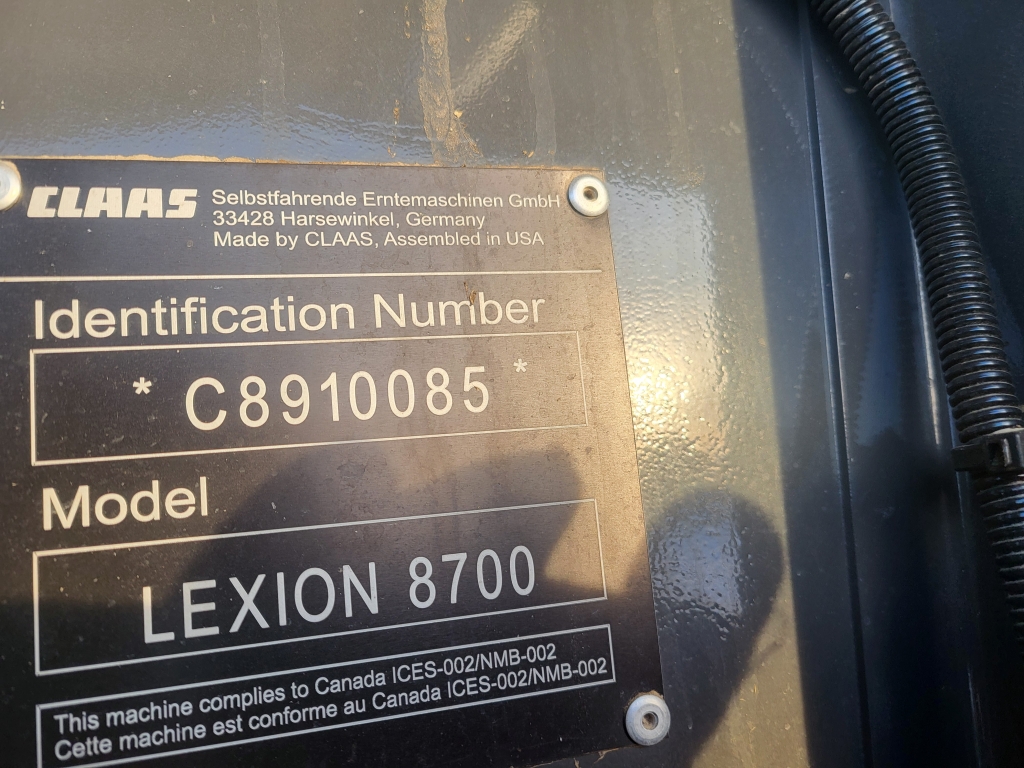 CLAAS
Selbstfahrende Erntemaschinen GmbH
33428 Harsewinkel, Germany
Made by CLAAS, Assembled in USA
Identification Number
* C8910085 *
Model
LEXION 8700
This machine complies to Canada ICES-002/NMB-002
Cette machine est conforme au Canada ICES-002/NMB-002